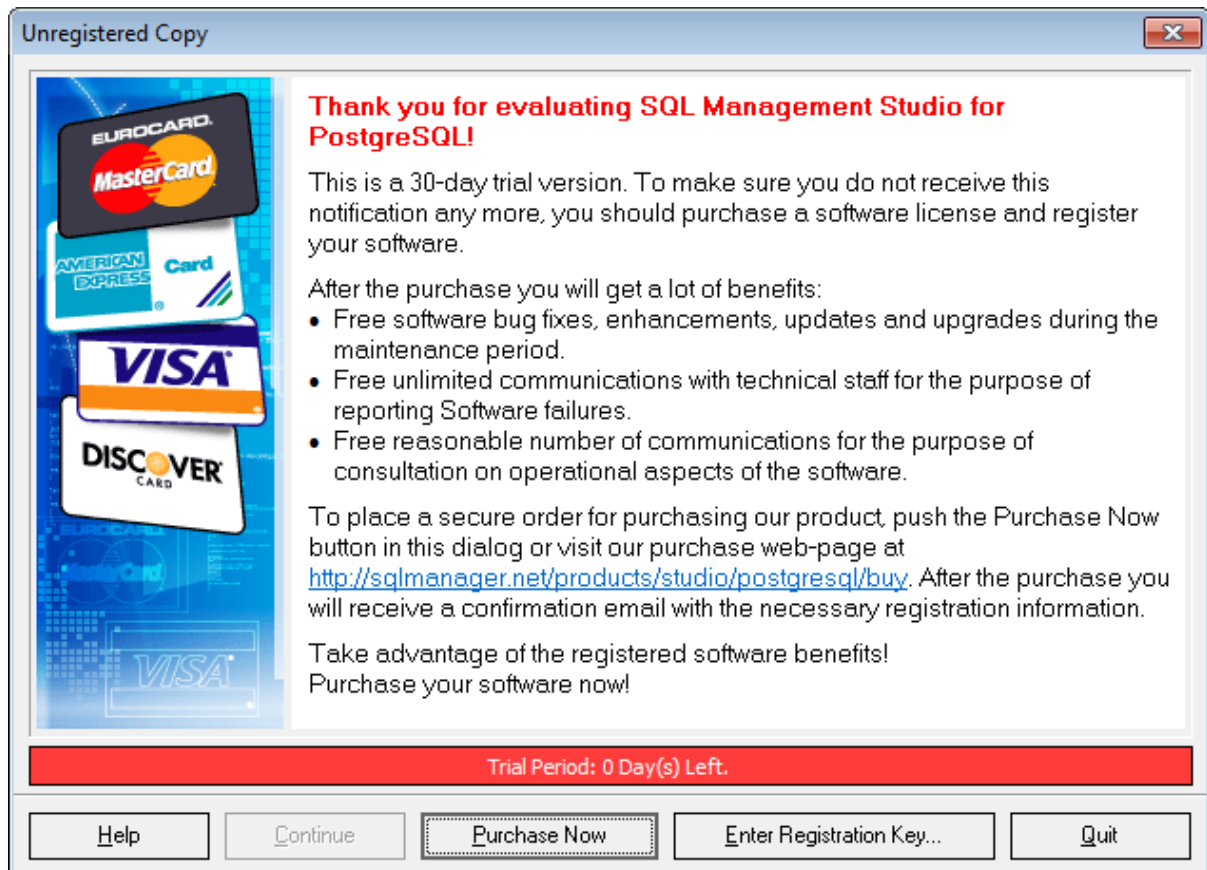 Unregistered Copy
EUROCARD.
MasterCard
AMERICAN EXPRESS Card
VISA
DISCOVER
CARD
EUROCARD.
MasterCard
VISA
Thank you for evaluating SQL Management Studio for
PostgreSQL!
This is a 30-day trial version. To make sure you do not receive this
notification any more, you should purchase a software license and register
your software.
After the purchase you will get a lot of benefits:
• Free software bug fixes, enhancements, updates and upgrades during the
maintenance period.
• Free unlimited communications with technical staff for the purpose of
reporting Software failures.
• Free reasonable number of communications for the purpose of
consultation on operational aspects of the software.
To place a secure order for purchasing our product, push the Purchase Now
button in this dialog or visit our purchase web-page at
http://sqlmanager.net/products/studio/postgresql/buy. After the purchase you
will receive a confirmation email with the necessary registration information.
Take advantage of the registered software benefits!
Purchase your software now!
Trial Period: 0 Day(s) Left.
Help Continue Purchase Now Enter Registration Key... Quit